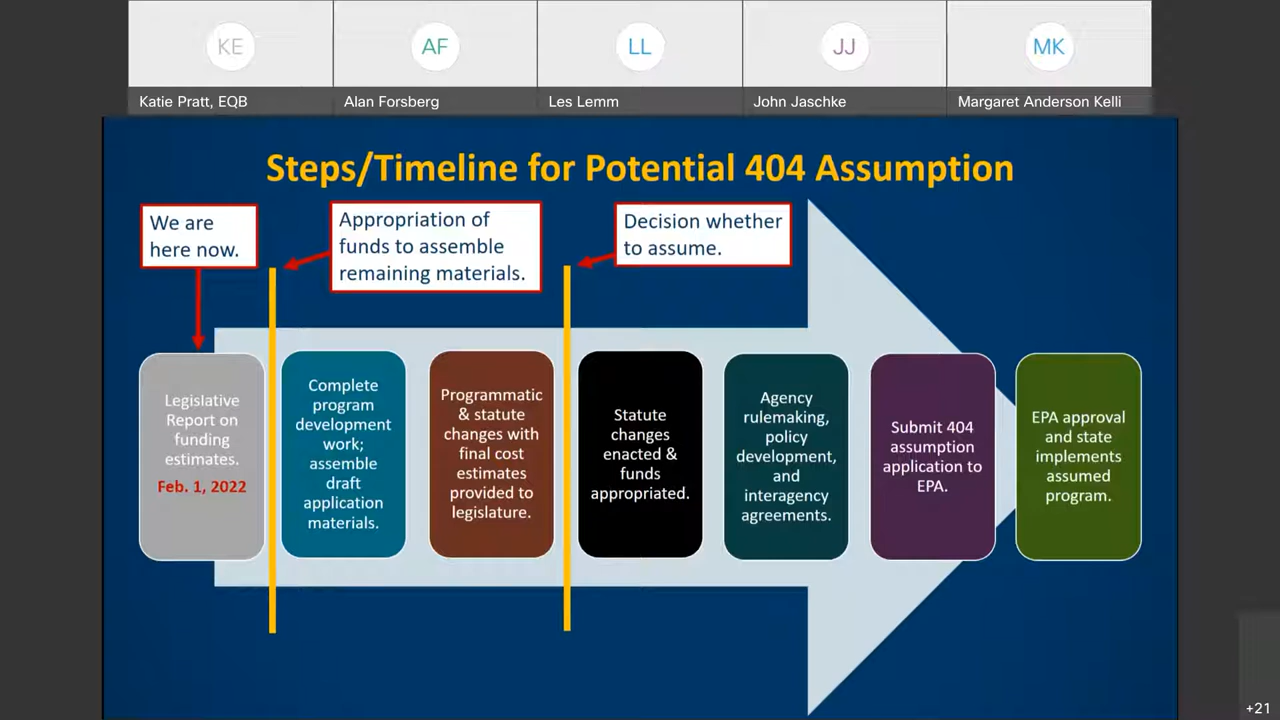 KE
AF
LL
JJ
MK
Katie Pratt, EQB
Alan Forsberg
Les Lemm
John Jaschke
Margaret Anderson Kelli
Steps/Timeline for Potential 404 Assumption
We are
here now.
Appropriation of
funds to assemble
remaining materials.
Decision whether
to assume.
Legislative
Report on
funding
estimates.
Feb. 1, 2022
Complete
program
development
work;
assemble
draft
application
materials.
Programmatic
& statute
changes with
final cost
estimates
provided to
legislature.
Statute
changes
enacted &
funds
appropriated.
Agency
rulemaking,
policy
development,
and
interagency
agreements.
Submit 404
assumption
application to
EPA.
EPA approval
and state
implements
assumed
program.
+21